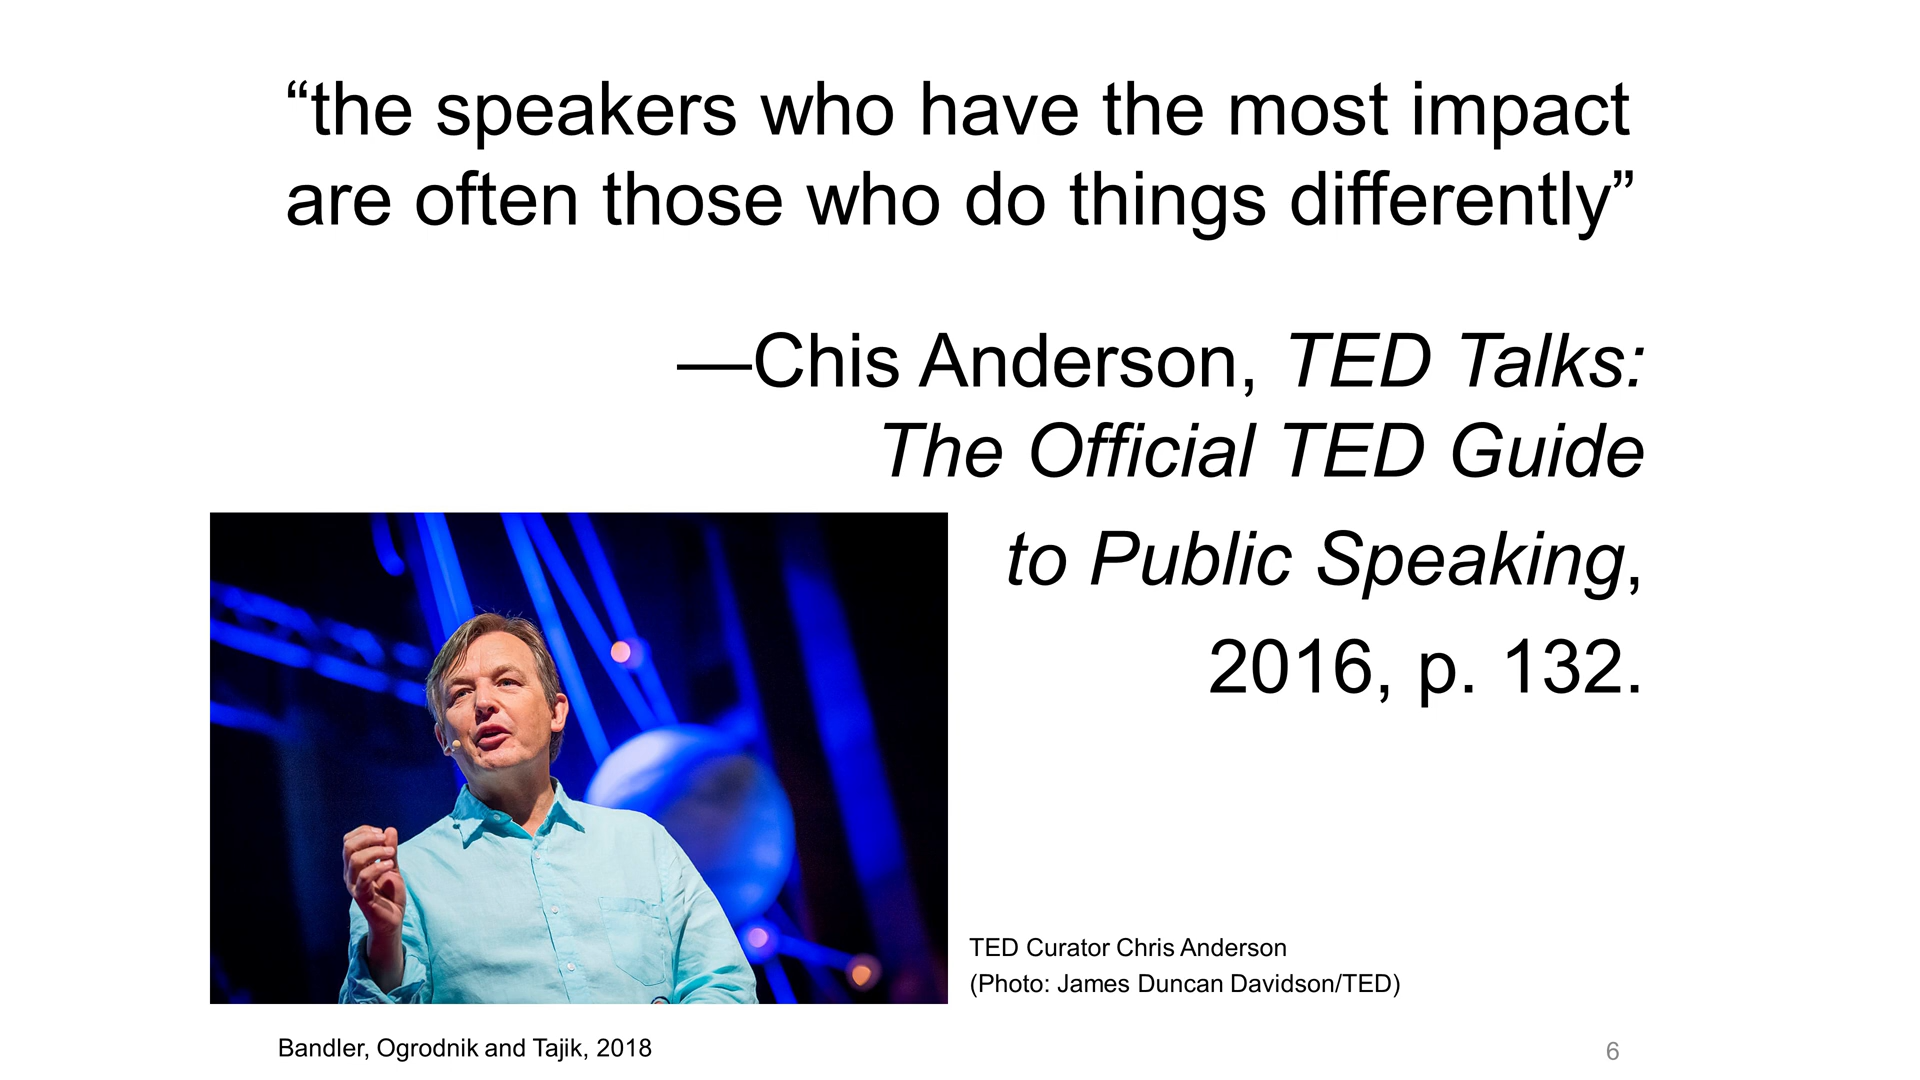 “the speakers who have the most impact
are often those who do things differently”
—Chis Anderson, TED Talks:
The Official TED Guide
to Public Speaking,
2016, p. 132.
TED Curator Chris Anderson
(Photo: James Duncan Davidson/TED)
Bandler, Ogrodnik and Tajik, 2018
6